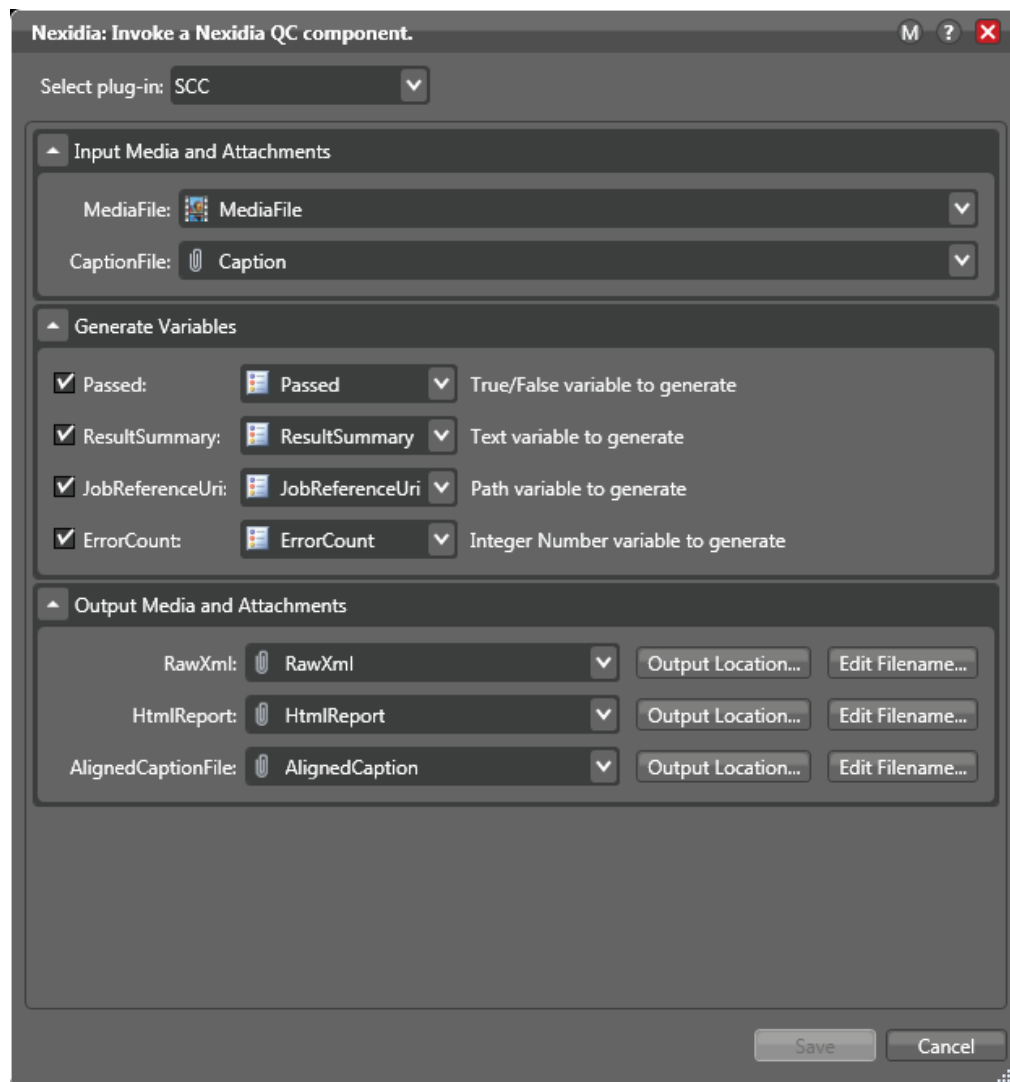 Nexidia: Invoke a Nexidia QC component. M ?
Select plug-in: SCC
Input Media and Attachments
MediaFile: MediaFile
CaptionFile: Caption
Generate Variables
Passed: Passed True/False variable to generate
ResultSummary: ResultSummary Text variable to generate
JobReferenceUri: JobReferenceUri Path variable to generate
ErrorCount: ErrorCount Integer Number variable to generate
Output Media and Attachments
RawXml: RawXml Output Location... Edit Filename...
HtmlReport: HtmlReport Output Location... Edit Filename...
AlignedCaptionFile: AlignedCaption Output Location... Edit Filename...
Save Cancel